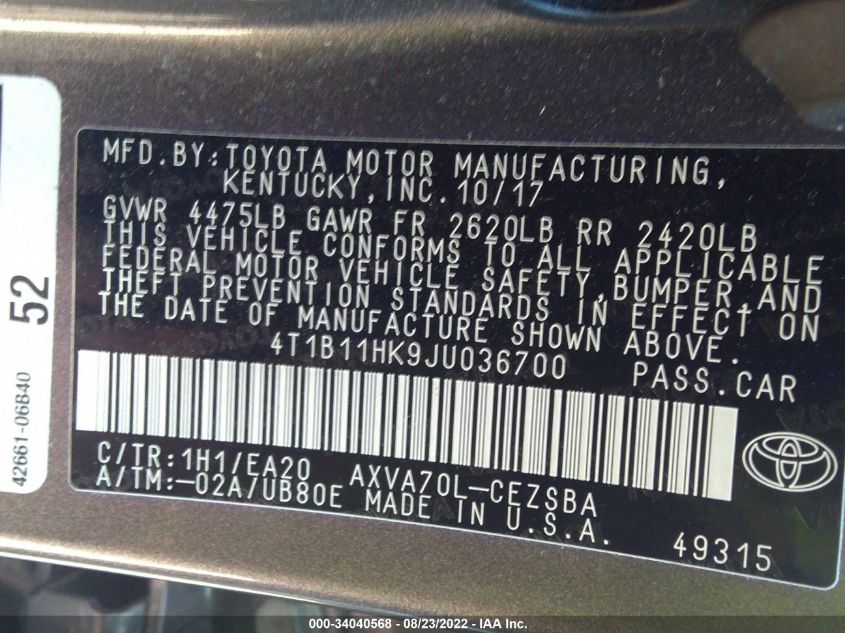 MFD.BY:TOYOTA MOTOR MANUFACTURING,
KENTUCKY,INC.10/17
GVWR 4475LB GAWR FR 2620LB RR 2420LB
THIS VEHICLE CONFORMS TO ALL APPLICABLE
FEDERAL MOTOR VEHICLE SAFETY,BUMPER,AND
THEFT PREVENTION STANDARDS IN EFFECT ON
THE DATE OF MANUFACTURE SHOWN ABOVE.
4T1B11HK9JU036700 PASS.CAR
C/TR:1H1/EA20 AXVA70L-CEZSBA
A/TM:-02A/UB80E MADE IN U.S.A.
49315
52
42661-06B40
000-34040568 - 08/23/2022 - IAAI.COM